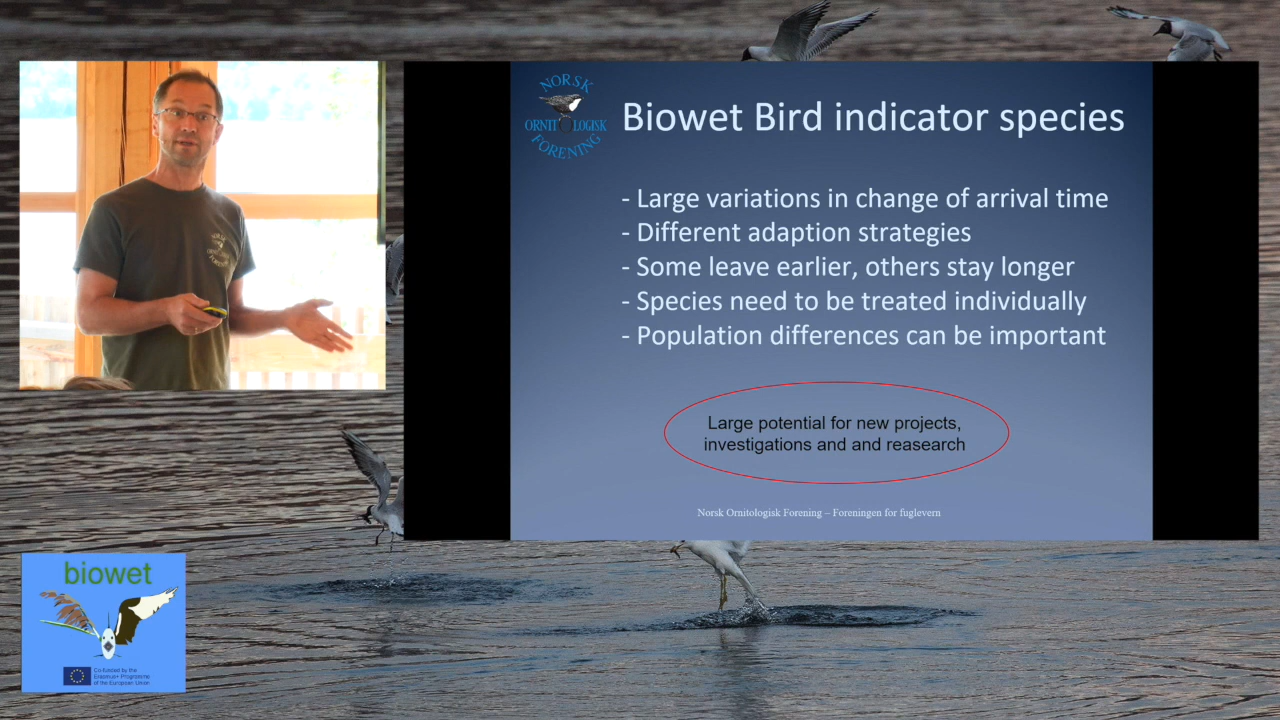 NORSK
ORNITOLOGISK
FORENING
Biowet Bird indicator species
- Large variations in change of arrival time
- Different adaption strategies
- Some leave earlier, others stay longer
- Species need to be treated individually
- Population differences can be important
Large potential for new projects,
investigations and and reasearch
Norsk Ornitologisk Forening – Foreningen for fuglevern
biowet
Co-funded by the
Erasmus+ Programme
of the European Union